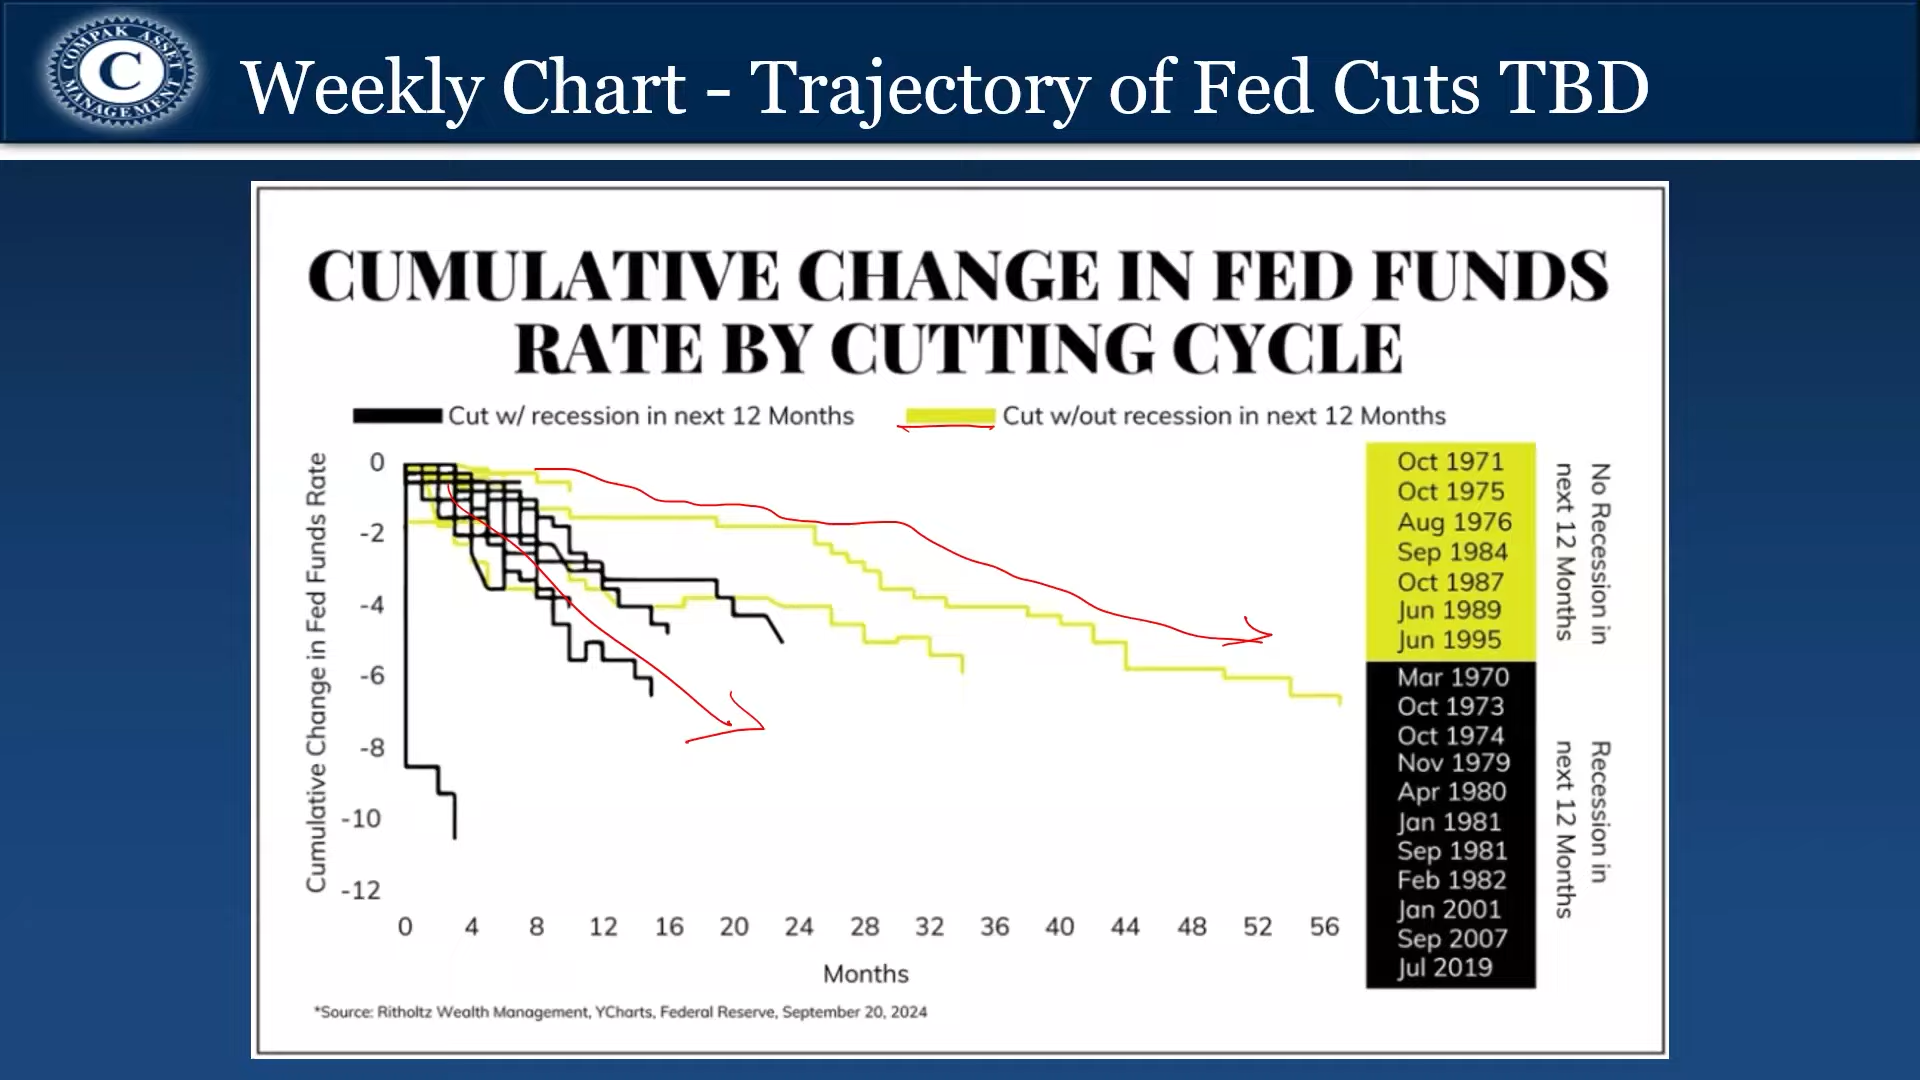 COMPAK ASSET
MANAGEMENT
C
Weekly Chart - Trajectory of Fed Cuts TBD
CUMULATIVE CHANGE IN FED FUNDS
RATE BY CUTTING CYCLE
Cut w/ recession in next 12 Months
Cut w/out recession in next 12 Months
Cumulative Change in Fed Funds Rate
0
-2
-4
-6
-8
-10
-12
0 4 8 12 16 20 24 28 32 36 40 44 48 52 56
Months
Oct 1971
Oct 1975
Aug 1976
Sep 1984
Oct 1987
Jun 1989
Jun 1995
No Recession in
next 12 Months
Mar 1970
Oct 1973
Oct 1974
Nov 1979
Apr 1980
Jan 1981
Sep 1981
Feb 1982
Jan 2001
Sep 2007
Jul 2019
Recession in
next 12 Months
*Source: Ritholtz Wealth Management, YCharts, Federal Reserve, September 20, 2024